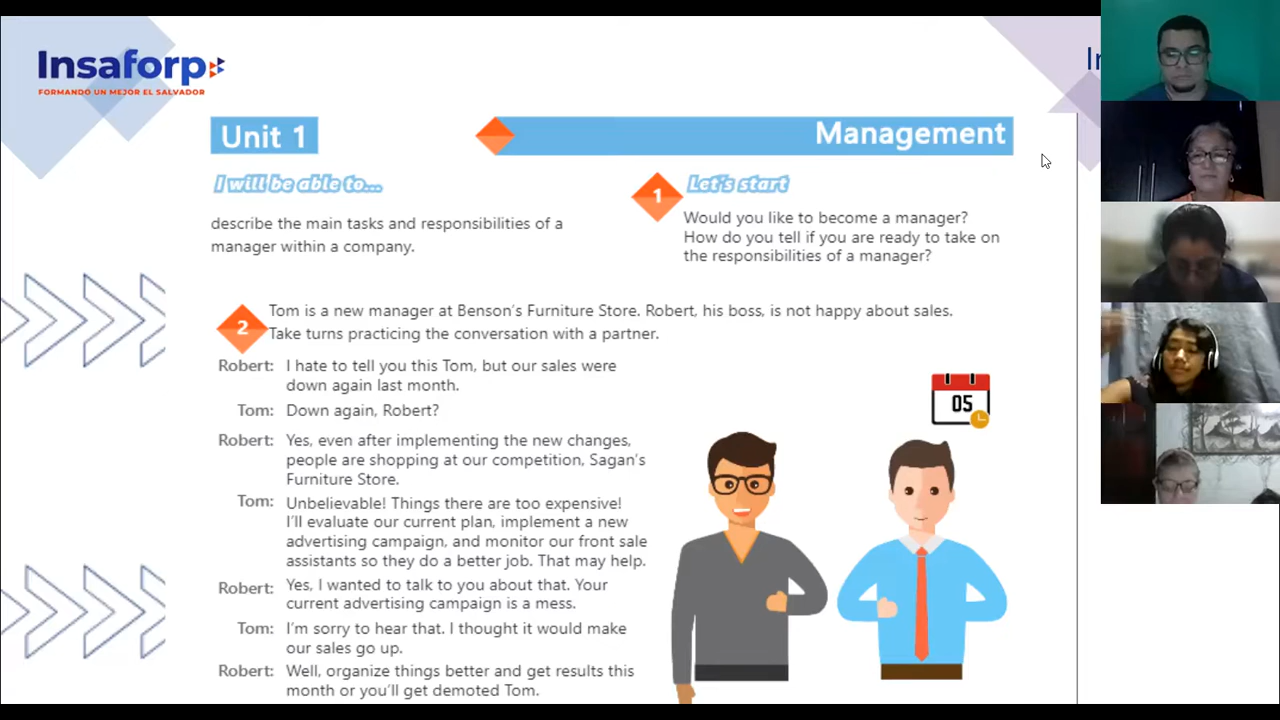 Insaforp
FORMANDO UN MEJOR EL SALVADOR
Unit 1
Management
I will be able to...
describe the main tasks and responsibilities of a
manager within a company.
1
Let's start
Would you like to become a manager?
How do you tell if you are ready to take on
the responsibilities of a manager?
2
Tom is a new manager at Benson's Furniture Store. Robert, his boss, is not happy about sales.
Take turns practicing the conversation with a partner.
Robert: I hate to tell you this Tom, but our sales were
down again last month.
Tom: Down again, Robert?
Robert: Yes, even after implementing the new changes,
people are shopping at our competition, Sagan's
Furniture Store.
Tom: Unbelievable! Things there are too expensive!
I'll evaluate our current plan, implement a new
advertising campaign, and monitor our front sale
assistants so they do a better job. That may help.
Robert: Yes, I wanted to talk to you about that. Your
current advertising campaign is a mess.
Tom: I'm sorry to hear that. I thought it would make
our sales go up.
Robert: Well, organize things better and get results this
month or you'll get demoted Tom.
05